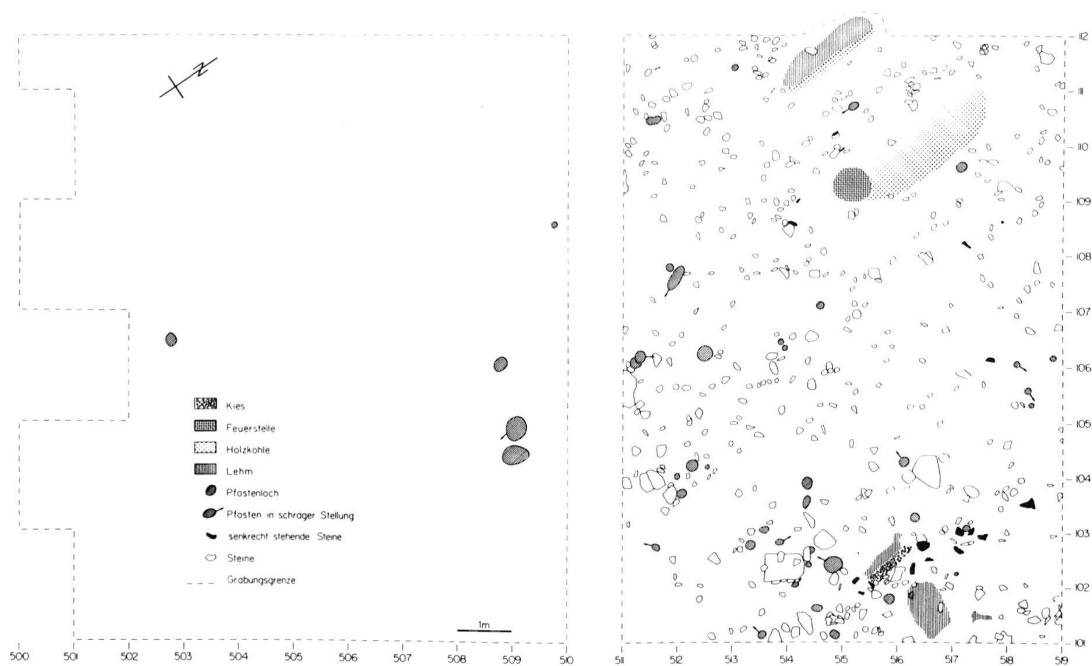 N
112
111
110
109
108
107
106
105
104
103
102
101
Kies
Feuerstelle
Holzkohle
Lehm
Pfostenloch
Pfosten in schräger Stellung
senkrecht stehende Steine
Steine
Grabungsgrenze
1m
500 501 502 503 504 505 506 507 508 509 510 511 512 513 514 515 516 517 518 519